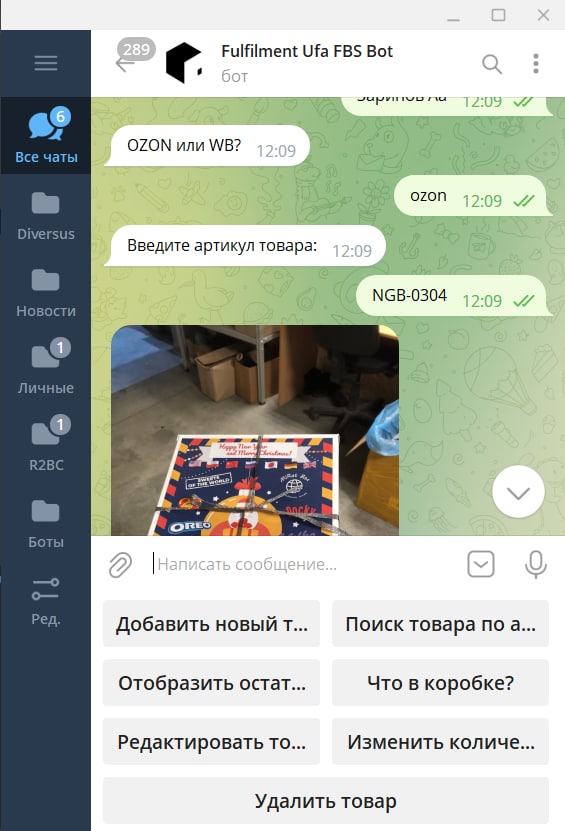 289
Fulfilment Ufa FBS Bot
бот
6
Все чаты
Diversus
Новости
1
Личные
1
R2BC
Боты
Ред.
Зарипов Аа 12:09
OZON или WB? 12:09
ozon 12:09
Введите артикул товара: 12:09
NGB-0304 12:09
Happy New Year
and Merry Christmas!
SWEETS
OF THE WORLD
OREO
Написать сообщение...
Добавить новый т...
Поиск товара по а...
Отобразить остат...
Что в коробке?
Редактировать то...
Изменить количе...
Удалить товар